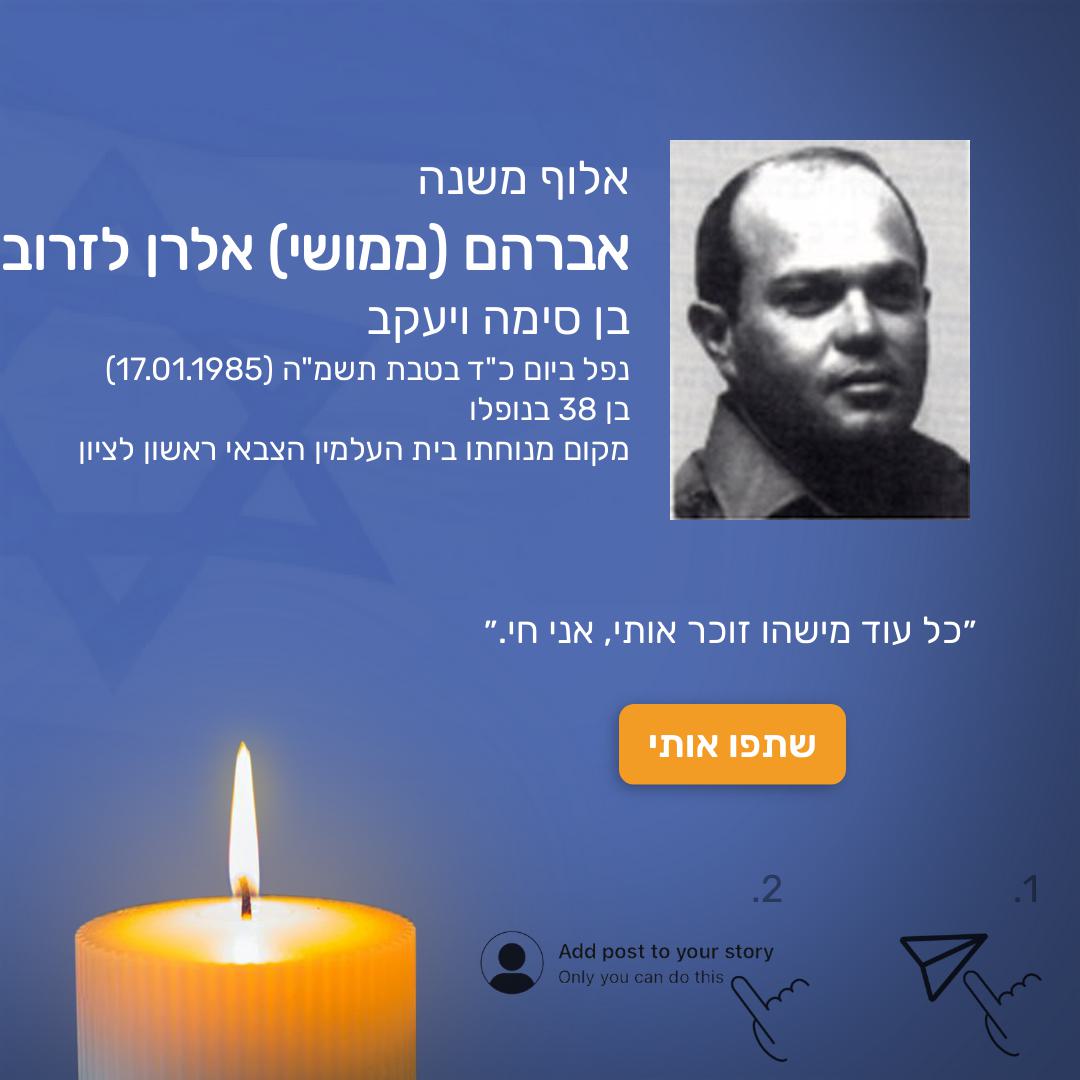 אלוף משנה
אברהם (ממושי) אלרן לזרוב
בן סימה ויעקב
נפל ביום כ"ד בטבת תשמ"ה (17.01.1985)
בן 38 בנופלו
מקום מנוחתו בית העלמין הצבאי ראשון לציון
״כל עוד מישהו זוכר אותי, אני חי.״
שתפו אותי
1.
2.
Add post to your story
Only you can do this